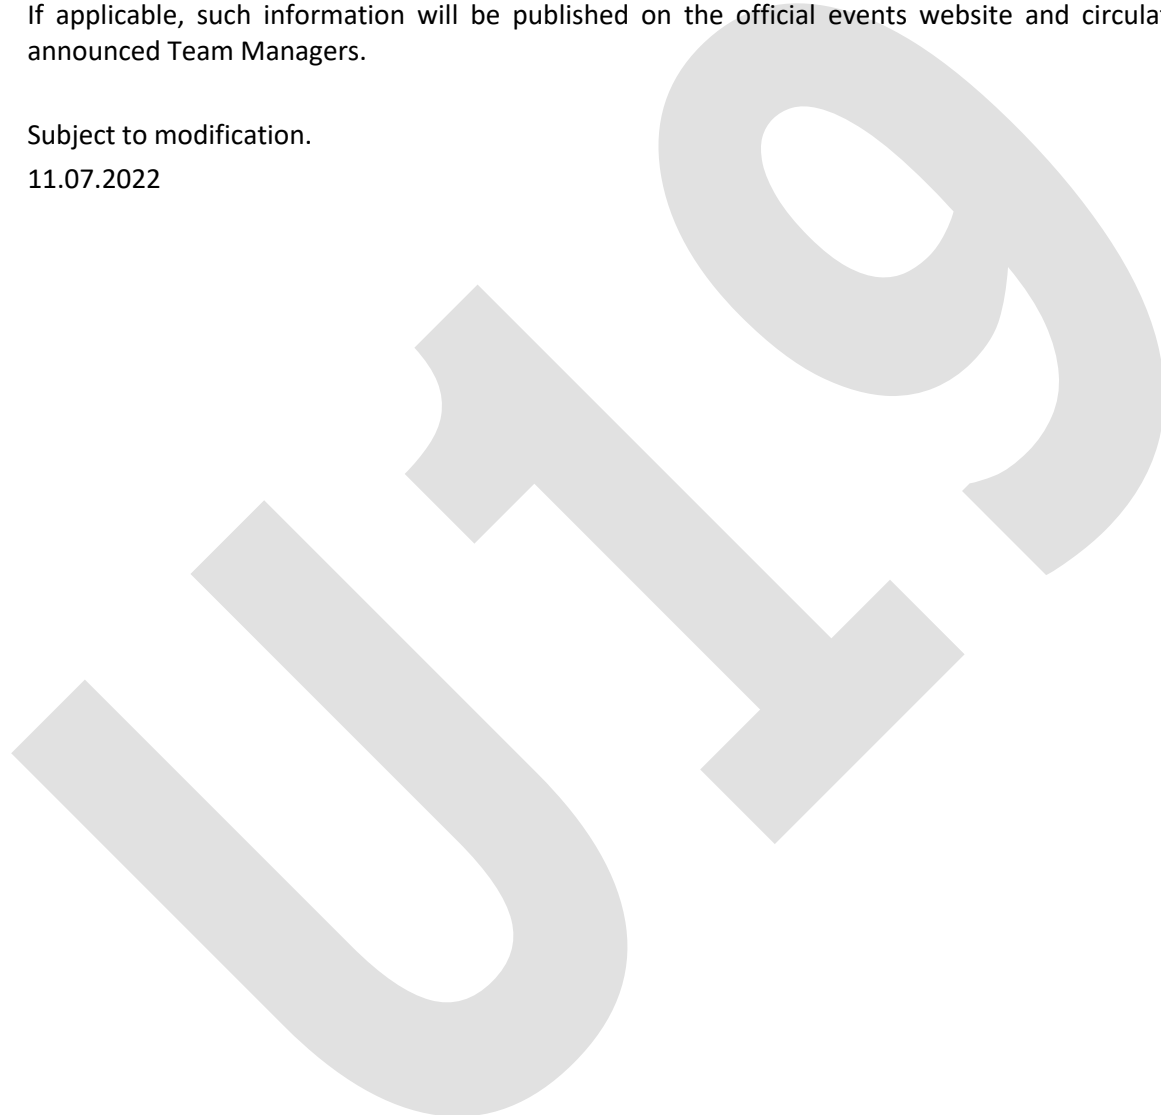 If applicable, such information will be published on the official events website and
announced Team Managers.
Subject to modification.
11.07.2022
U19